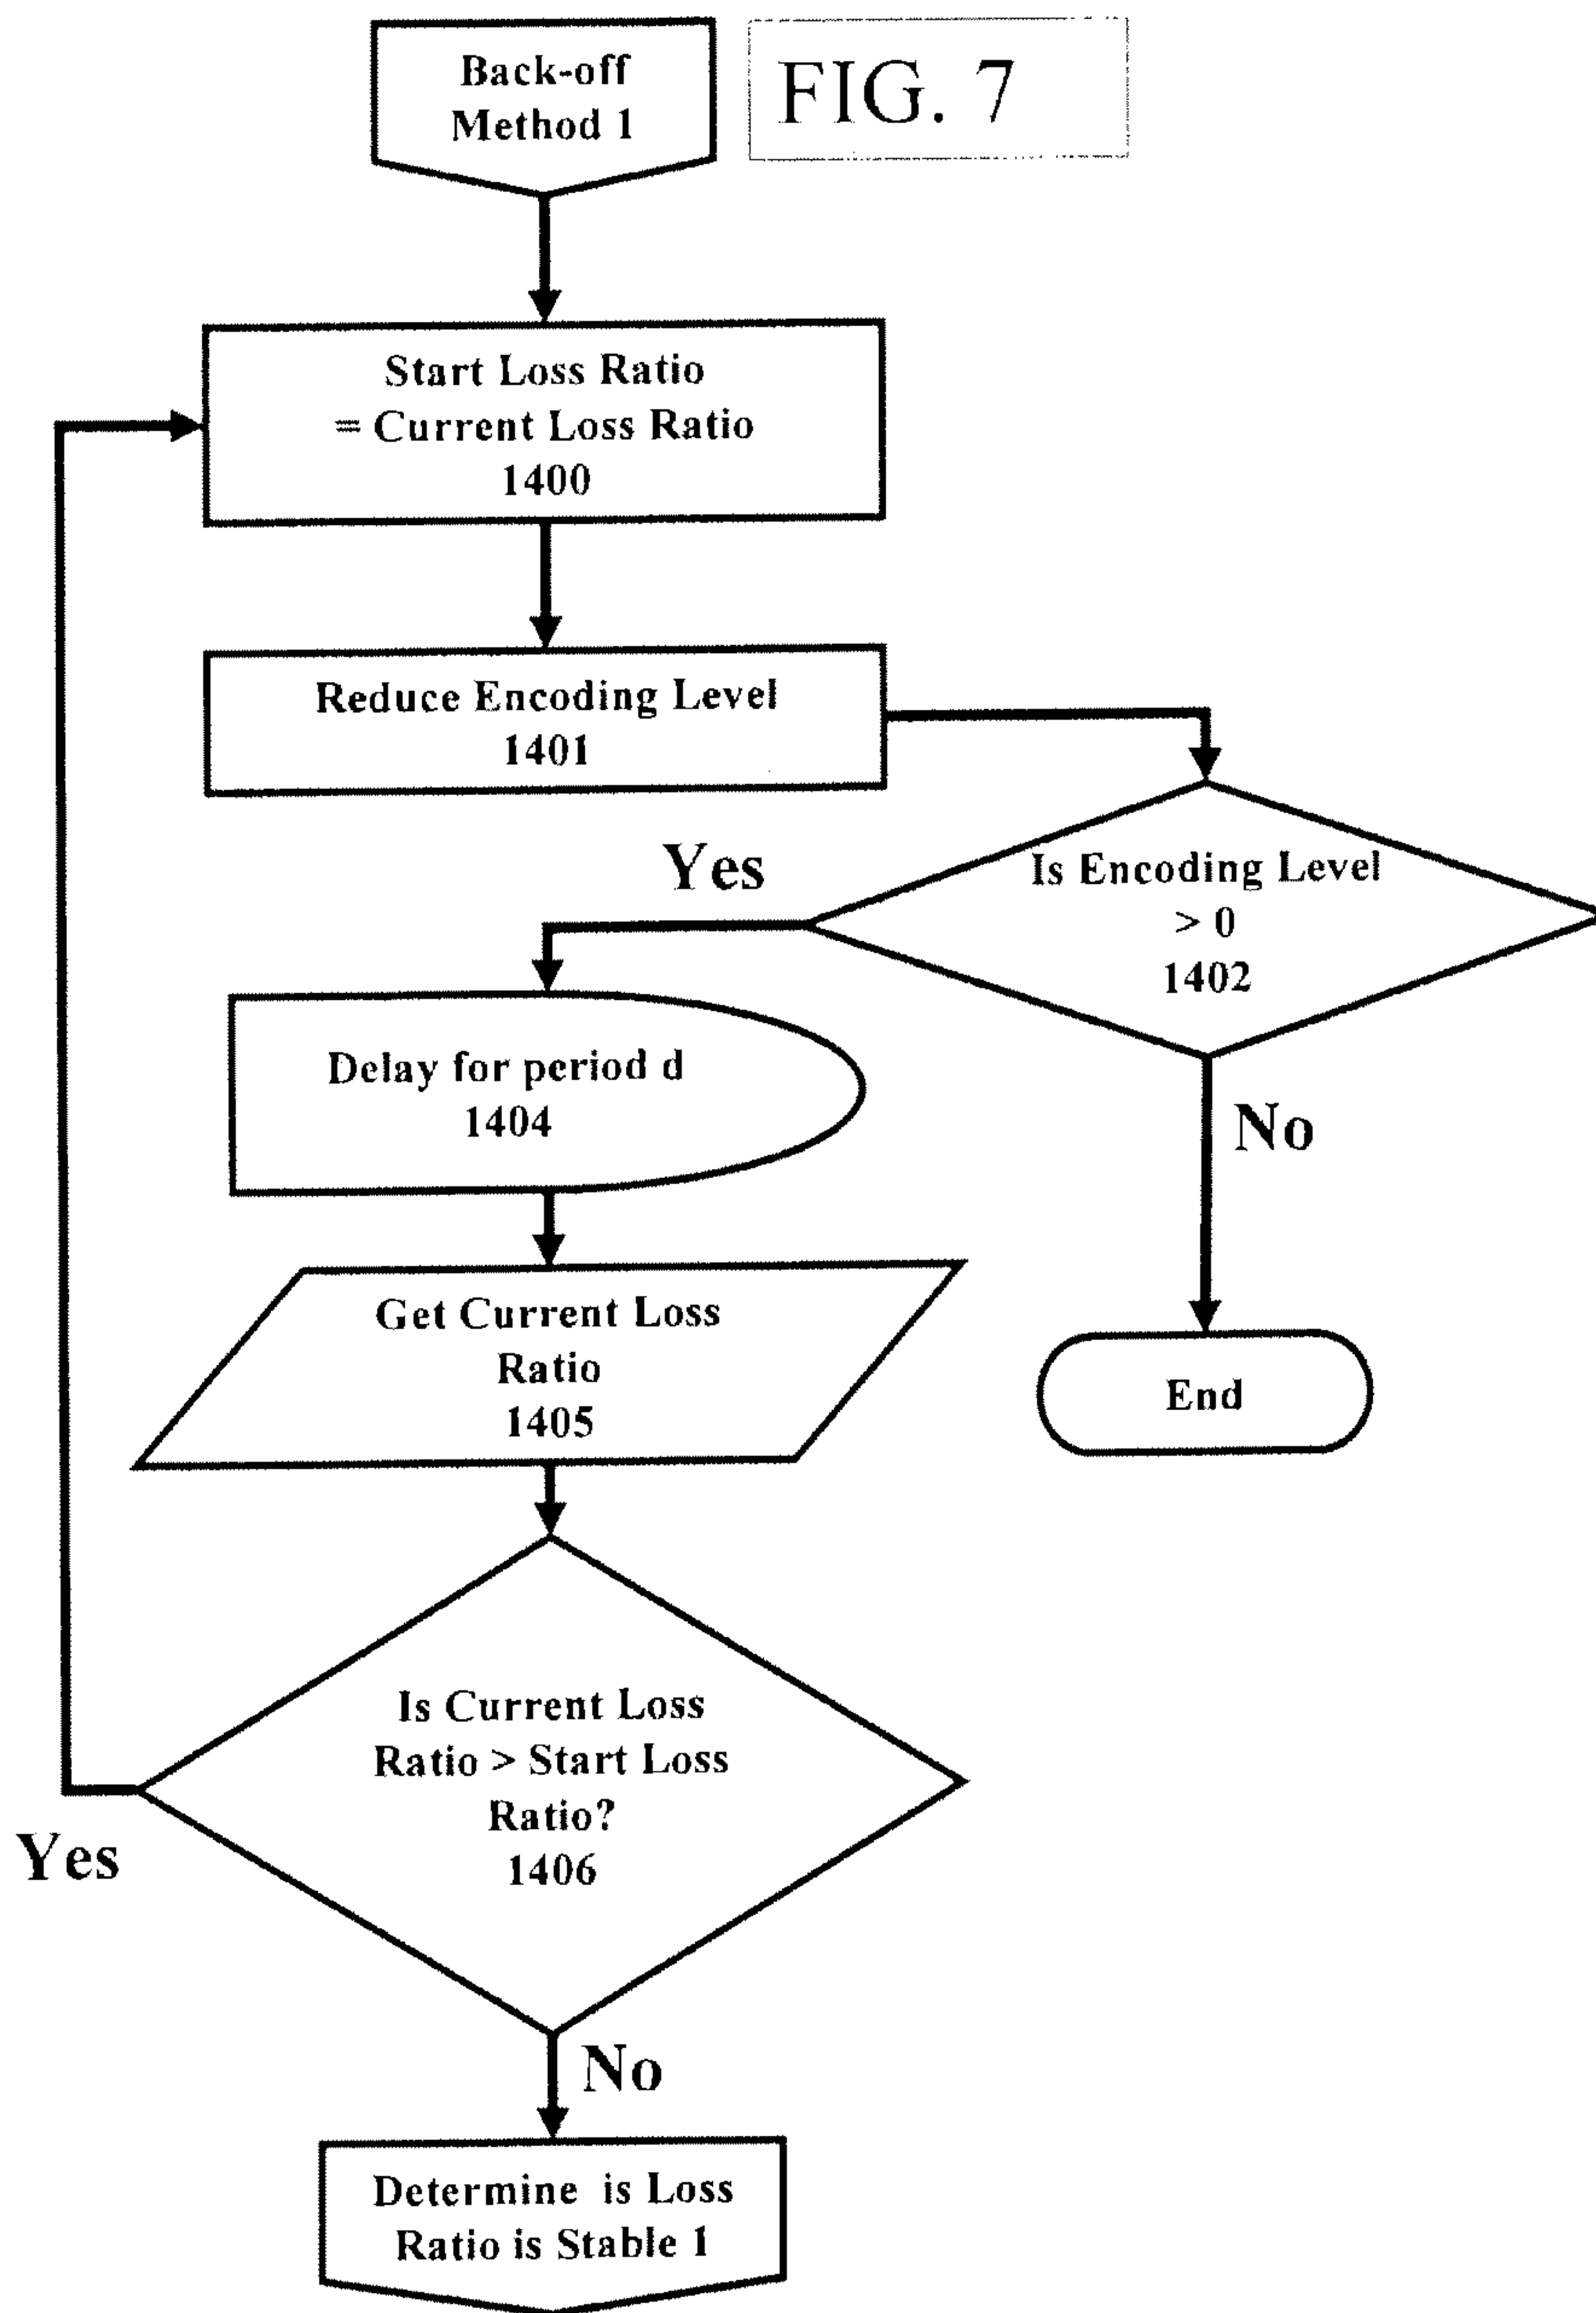 Back-off
Method 1
FIG. 7
Start Loss Ratio
= Current Loss Ratio
1400
Reduce Encoding Level
1401
Yes
Is Encoding Level
> 0
1402
Delay for period d
1404
No
Get Current Loss
Ratio
1405
End
Is Current Loss
Ratio > Start Loss
Ratio?
1406
Yes
No
Determine is Loss
Ratio is Stable 1